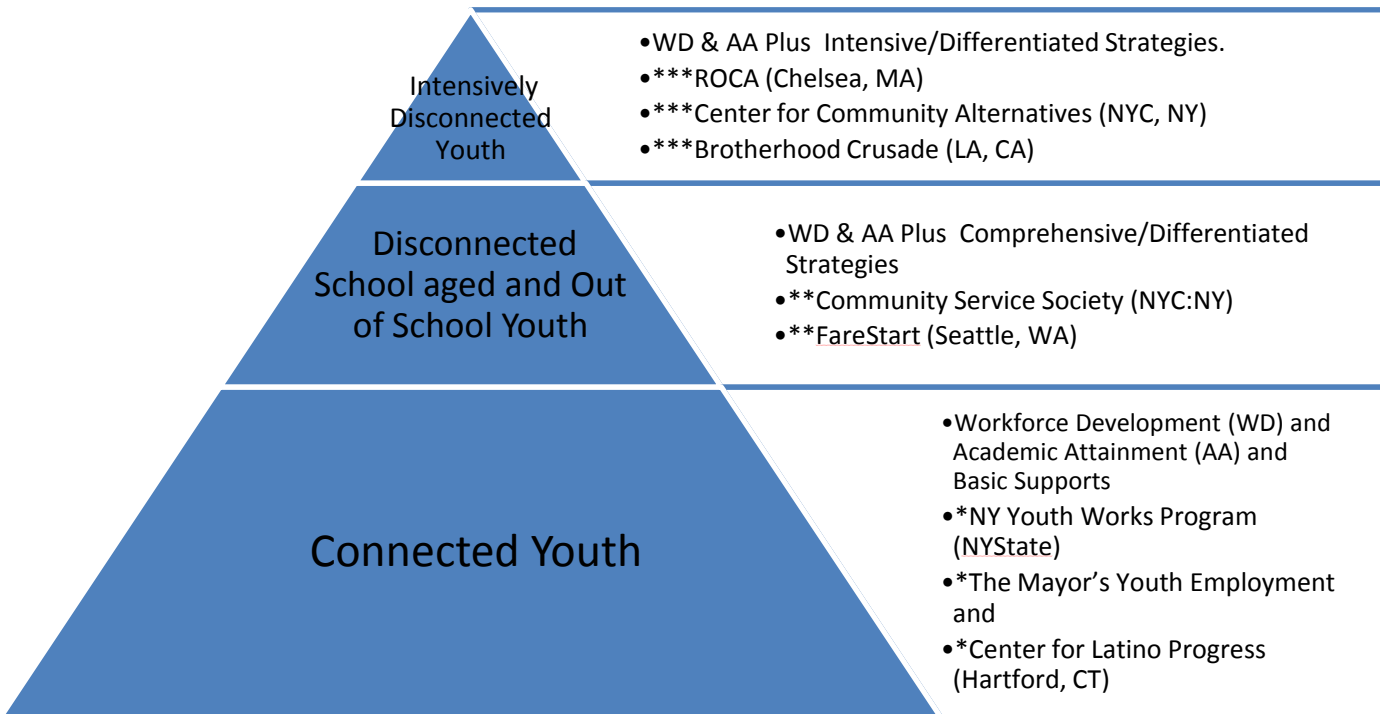 Intensively
Disconnected
Youth
•WD & AA Plus  Intensive/Differentiated Strategies.
•***ROCA (Chelsea, MA)
•***Center for Community Alternatives (NYC, NY)
•***Brotherhood Crusade (LA, CA)
Disconnected
School aged and Out
of School Youth
•WD & AA Plus  Comprehensive/Differentiated
Strategies
•**Community Service Society (NYC:NY)
•**FareStart (Seattle, WA)
Connected Youth
•Workforce Development (WD) and
Academic Attainment (AA) and
Basic Supports
•*NY Youth Works Program
(NYState)
•*The Mayor’s Youth Employment
and
•*Center for Latino Progress
(Hartford, CT)